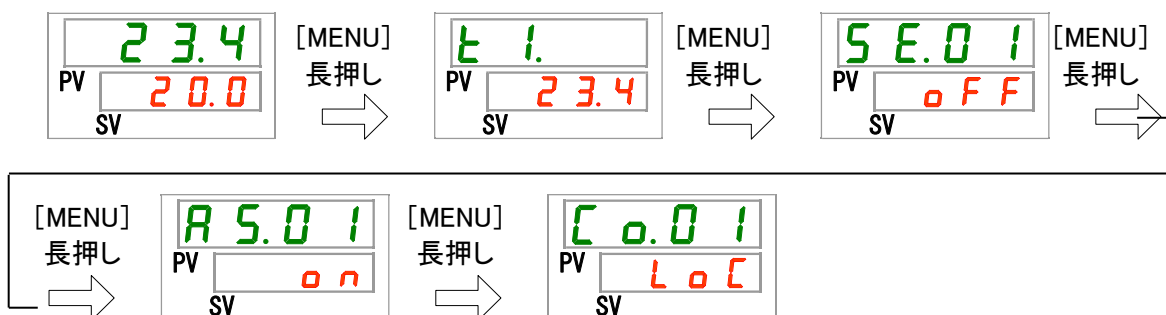 23.4
PV 20.0
SV
[MENU]
長押し
t1.
PV 23.4
SV
[MENU]
長押し
SE.01
PV oFF
SV
[MENU]
長押し
[MENU]
長押し
AS.01
PV on
SV
[MENU]
長押し
Co.01
PV LoC
SV